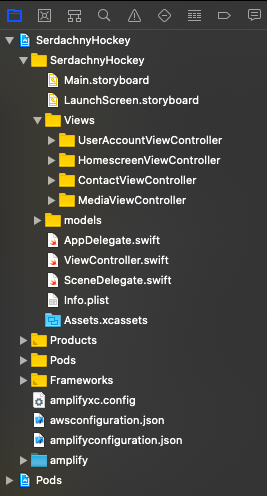 SerdachnyHockey
SerdachnyHockey
Main.storyboard
LaunchScreen.storyboard
Views
UserAccountViewController
HomescreenViewController
ContactViewController
MediaViewController
models
AppDelegate.swift
ViewController.swift
SceneDelegate.swift
Info.plist
Assets.xcassets
Products
Pods
Frameworks
amplifyxc.config
awsconfiguration.json
amplifyconfiguration.json
amplify
Pods